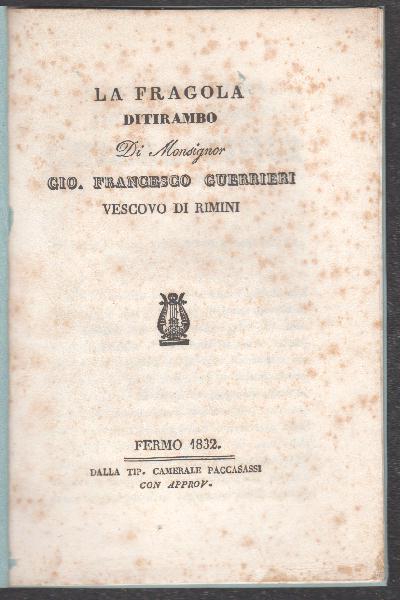 LA FRAGOLA
DITIRAMBO
Di Monsignor
GIO. FRANCESCO GUERRIERI
VESCOVO DI RIMINI
FERMO 1832.
DALLA TIP. CAMERALE PACCASASSI
CON APPROV.